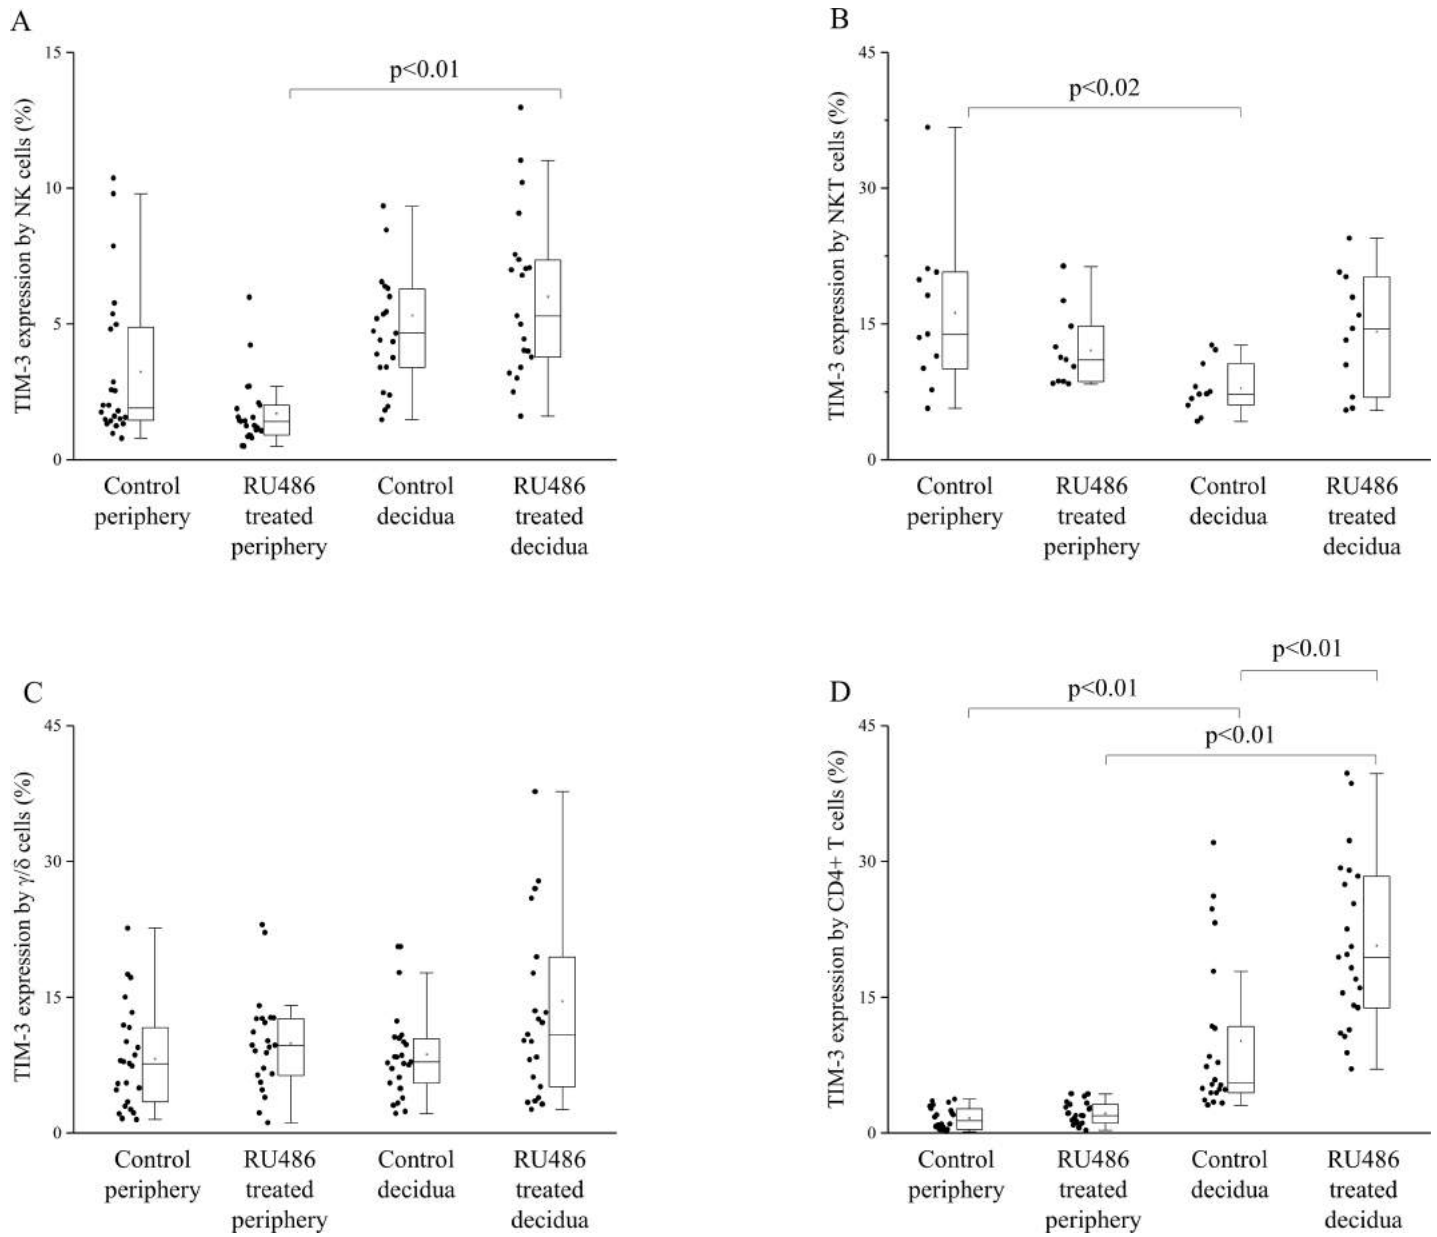 A
TIM-3 expression by NK cells (%)
15
10
5
0
p<0.01
Control
periphery
RU486
treated
periphery
Control
decidua
RU486
treated
decidua
B
TIM-3 expression by NKT cells (%)
45
30
15
0
p<0.02
Control
periphery
RU486
treated
periphery
Control
decidua
RU486
treated
decidua
C
TIM-3 expression by γ/δ cells (%)
45
30
15
0
Control
periphery
RU486
treated
periphery
Control
decidua
RU486
treated
decidua
D
TIM-3 expression by CD4+ T cells (%)
45
30
15
0
p<0.01
p<0.01
p<0.01
Control
periphery
RU486
treated
periphery
Control
decidua
RU486
treated
decidua